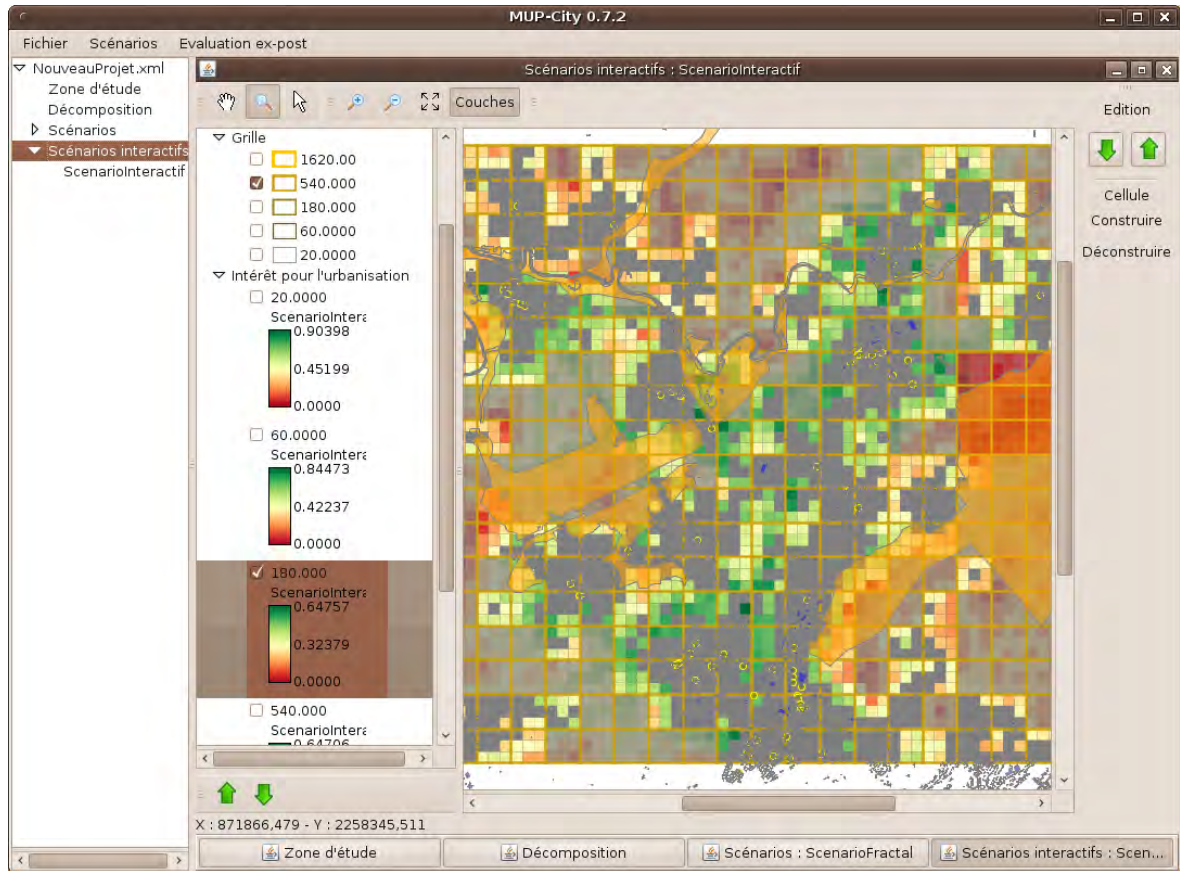 MUP-City 0.7.2
Fichier Scénarios Evaluation ex-post
NouveauProjet.xml
Zone d'étude
Décomposition
Scénarios
Scénarios interactifs
ScenarioInteractif
Scénarios interactifs : ScenarioInteractif
Couches
Grille
1620.00
540.000
180.000
60.0000
20.0000
Intérêt pour l'urbanisation
20.0000
ScenarioIntera
0.90398
0.45199
0.0000
60.0000
ScenarioIntera
0.84473
0.42237
0.0000
180.000
ScenarioIntera
0.64757
0.32379
0.0000
540.000
ScenarioIntera
0.64706
Edition
Cellule
Construire
Déconstruire
X : 871866,479 - Y : 2258345,511
Zone d'étude
Décomposition
Scénarios : ScenarioFractal
Scénarios interactifs : Scen...